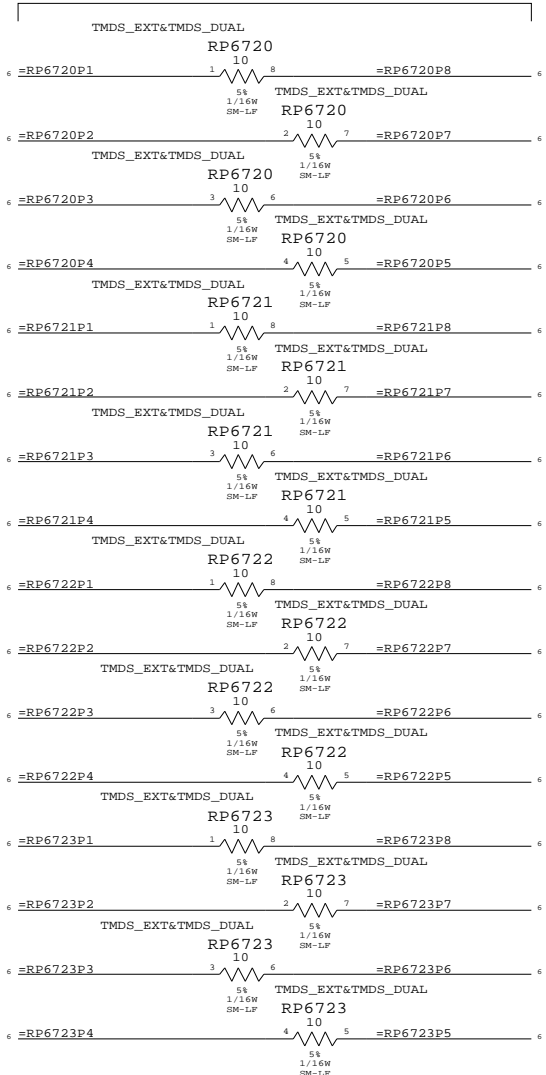 TMDS_EXT&TMDS_DUAL
RP6720
10
6 =RP6720P1 1 8 =RP6720P8 6
5%
1/16W
SM-LF
TMDS_EXT&TMDS_DUAL
RP6720
10
6 =RP6720P2 2 7 =RP6720P7 6
5%
1/16W
SM-LF
TMDS_EXT&TMDS_DUAL
RP6720
10
6 =RP6720P3 3 6 =RP6720P6 6
5%
1/16W
SM-LF
TMDS_EXT&TMDS_DUAL
RP6720
10
6 =RP6720P4 4 5 =RP6720P5 6
5%
1/16W
SM-LF
TMDS_EXT&TMDS_DUAL
RP6721
10
6 =RP6721P1 1 8 =RP6721P8 6
5%
1/16W
SM-LF
TMDS_EXT&TMDS_DUAL
RP6721
10
6 =RP6721P2 2 7 =RP6721P7 6
5%
1/16W
SM-LF
TMDS_EXT&TMDS_DUAL
RP6721
10
6 =RP6721P3 3 6 =RP6721P6 6
5%
1/16W
SM-LF
TMDS_EXT&TMDS_DUAL
RP6721
10
6 =RP6721P4 4 5 =RP6721P5 6
5%
1/16W
SM-LF
TMDS_EXT&TMDS_DUAL
RP6722
10
6 =RP6722P1 1 8 =RP6722P8 6
5%
1/16W
SM-LF
TMDS_EXT&TMDS_DUAL
RP6722
10
6 =RP6722P2 2 7 =RP6722P7 6
5%
1/16W
SM-LF
TMDS_EXT&TMDS_DUAL
RP6722
10
6 =RP6722P3 3 6 =RP6722P6 6
5%
1/16W
SM-LF
TMDS_EXT&TMDS_DUAL
RP6722
10
6 =RP6722P4 4 5 =RP6722P5 6
5%
1/16W
SM-LF
TMDS_EXT&TMDS_DUAL
RP6723
10
6 =RP6723P1 1 8 =RP6723P8 6
5%
1/16W
SM-LF
TMDS_EXT&TMDS_DUAL
RP6723
10
6 =RP6723P2 2 7 =RP6723P7 6
5%
1/16W
SM-LF
TMDS_EXT&TMDS_DUAL
RP6723
10
6 =RP6723P3 3 6 =RP6723P6 6
5%
1/16W
SM-LF
TMDS_EXT&TMDS_DUAL
RP6723
10
6 =RP6723P4 4 5 =RP6723P5 6
5%
1/16W
SM-LF